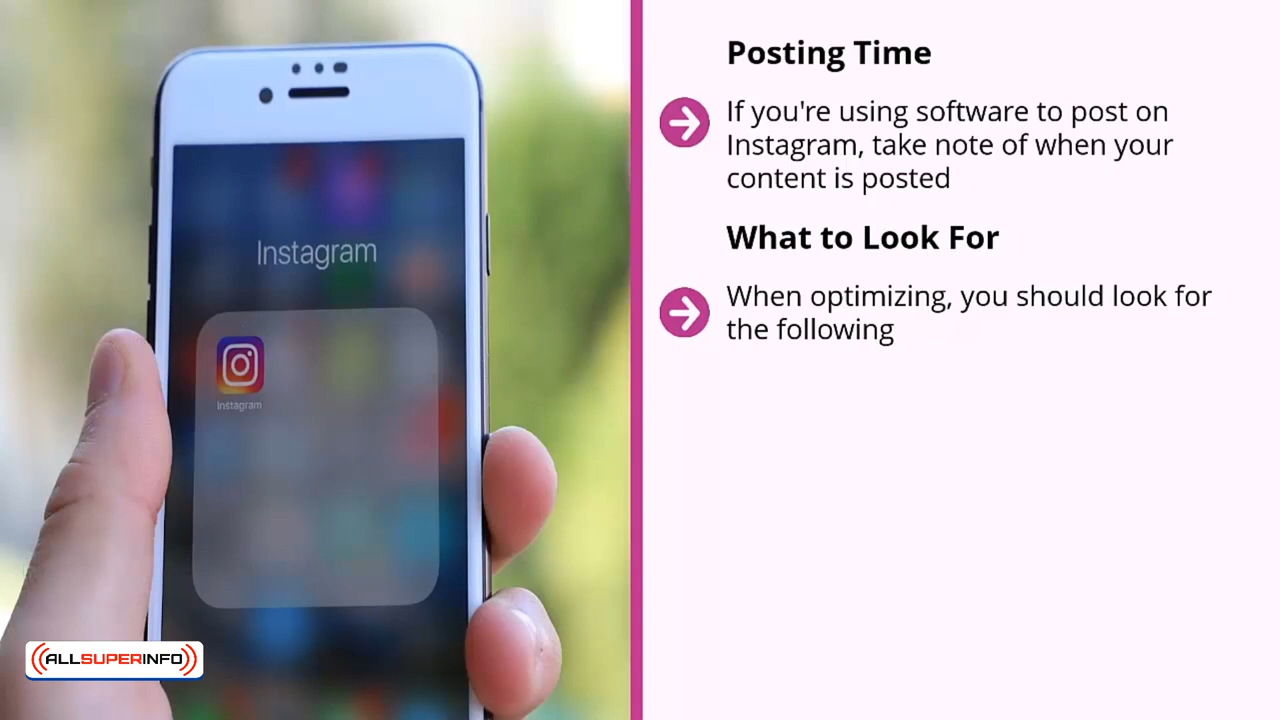 Instagram
Instagram
ALLSUPERINFO
Posting Time
If you're using software to post on
Instagram, take note of when your
content is posted
What to Look For
When optimizing, you should look for
the following